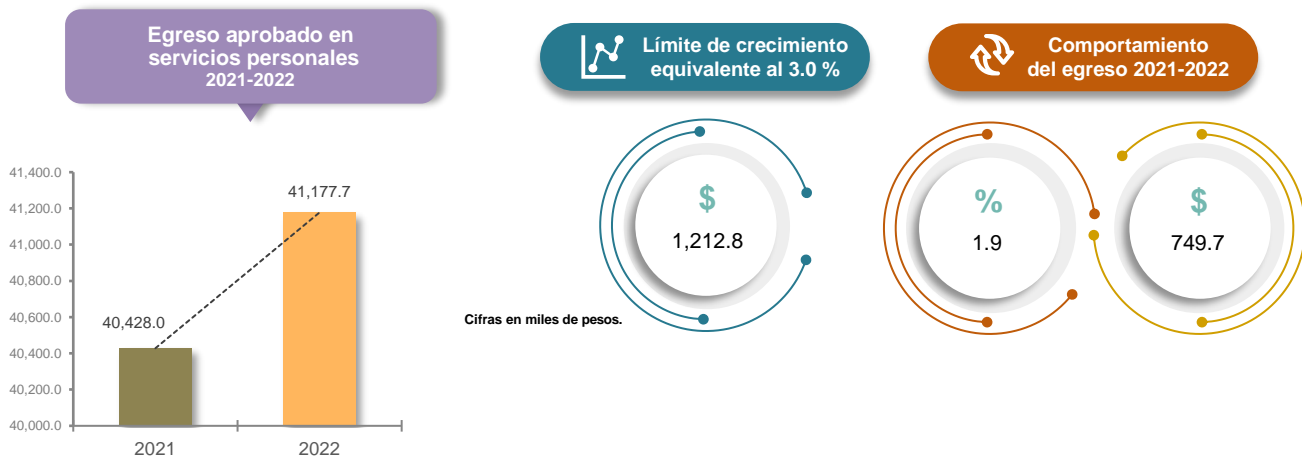 Egreso aprobado en
servicios personales
2021-2022
Límite de crecimiento
equivalente al 3.0 %
Comportamiento
del egreso 2021-2022
41,400.0
41,200.0
41,000.0
40,800.0
40,600.0
40,400.0
40,200.0
40,000.0
40,428.0
41,177.7
2021
2022
$
1,212.8
%
1.9
$
749.7
Cifras en miles de pesos.